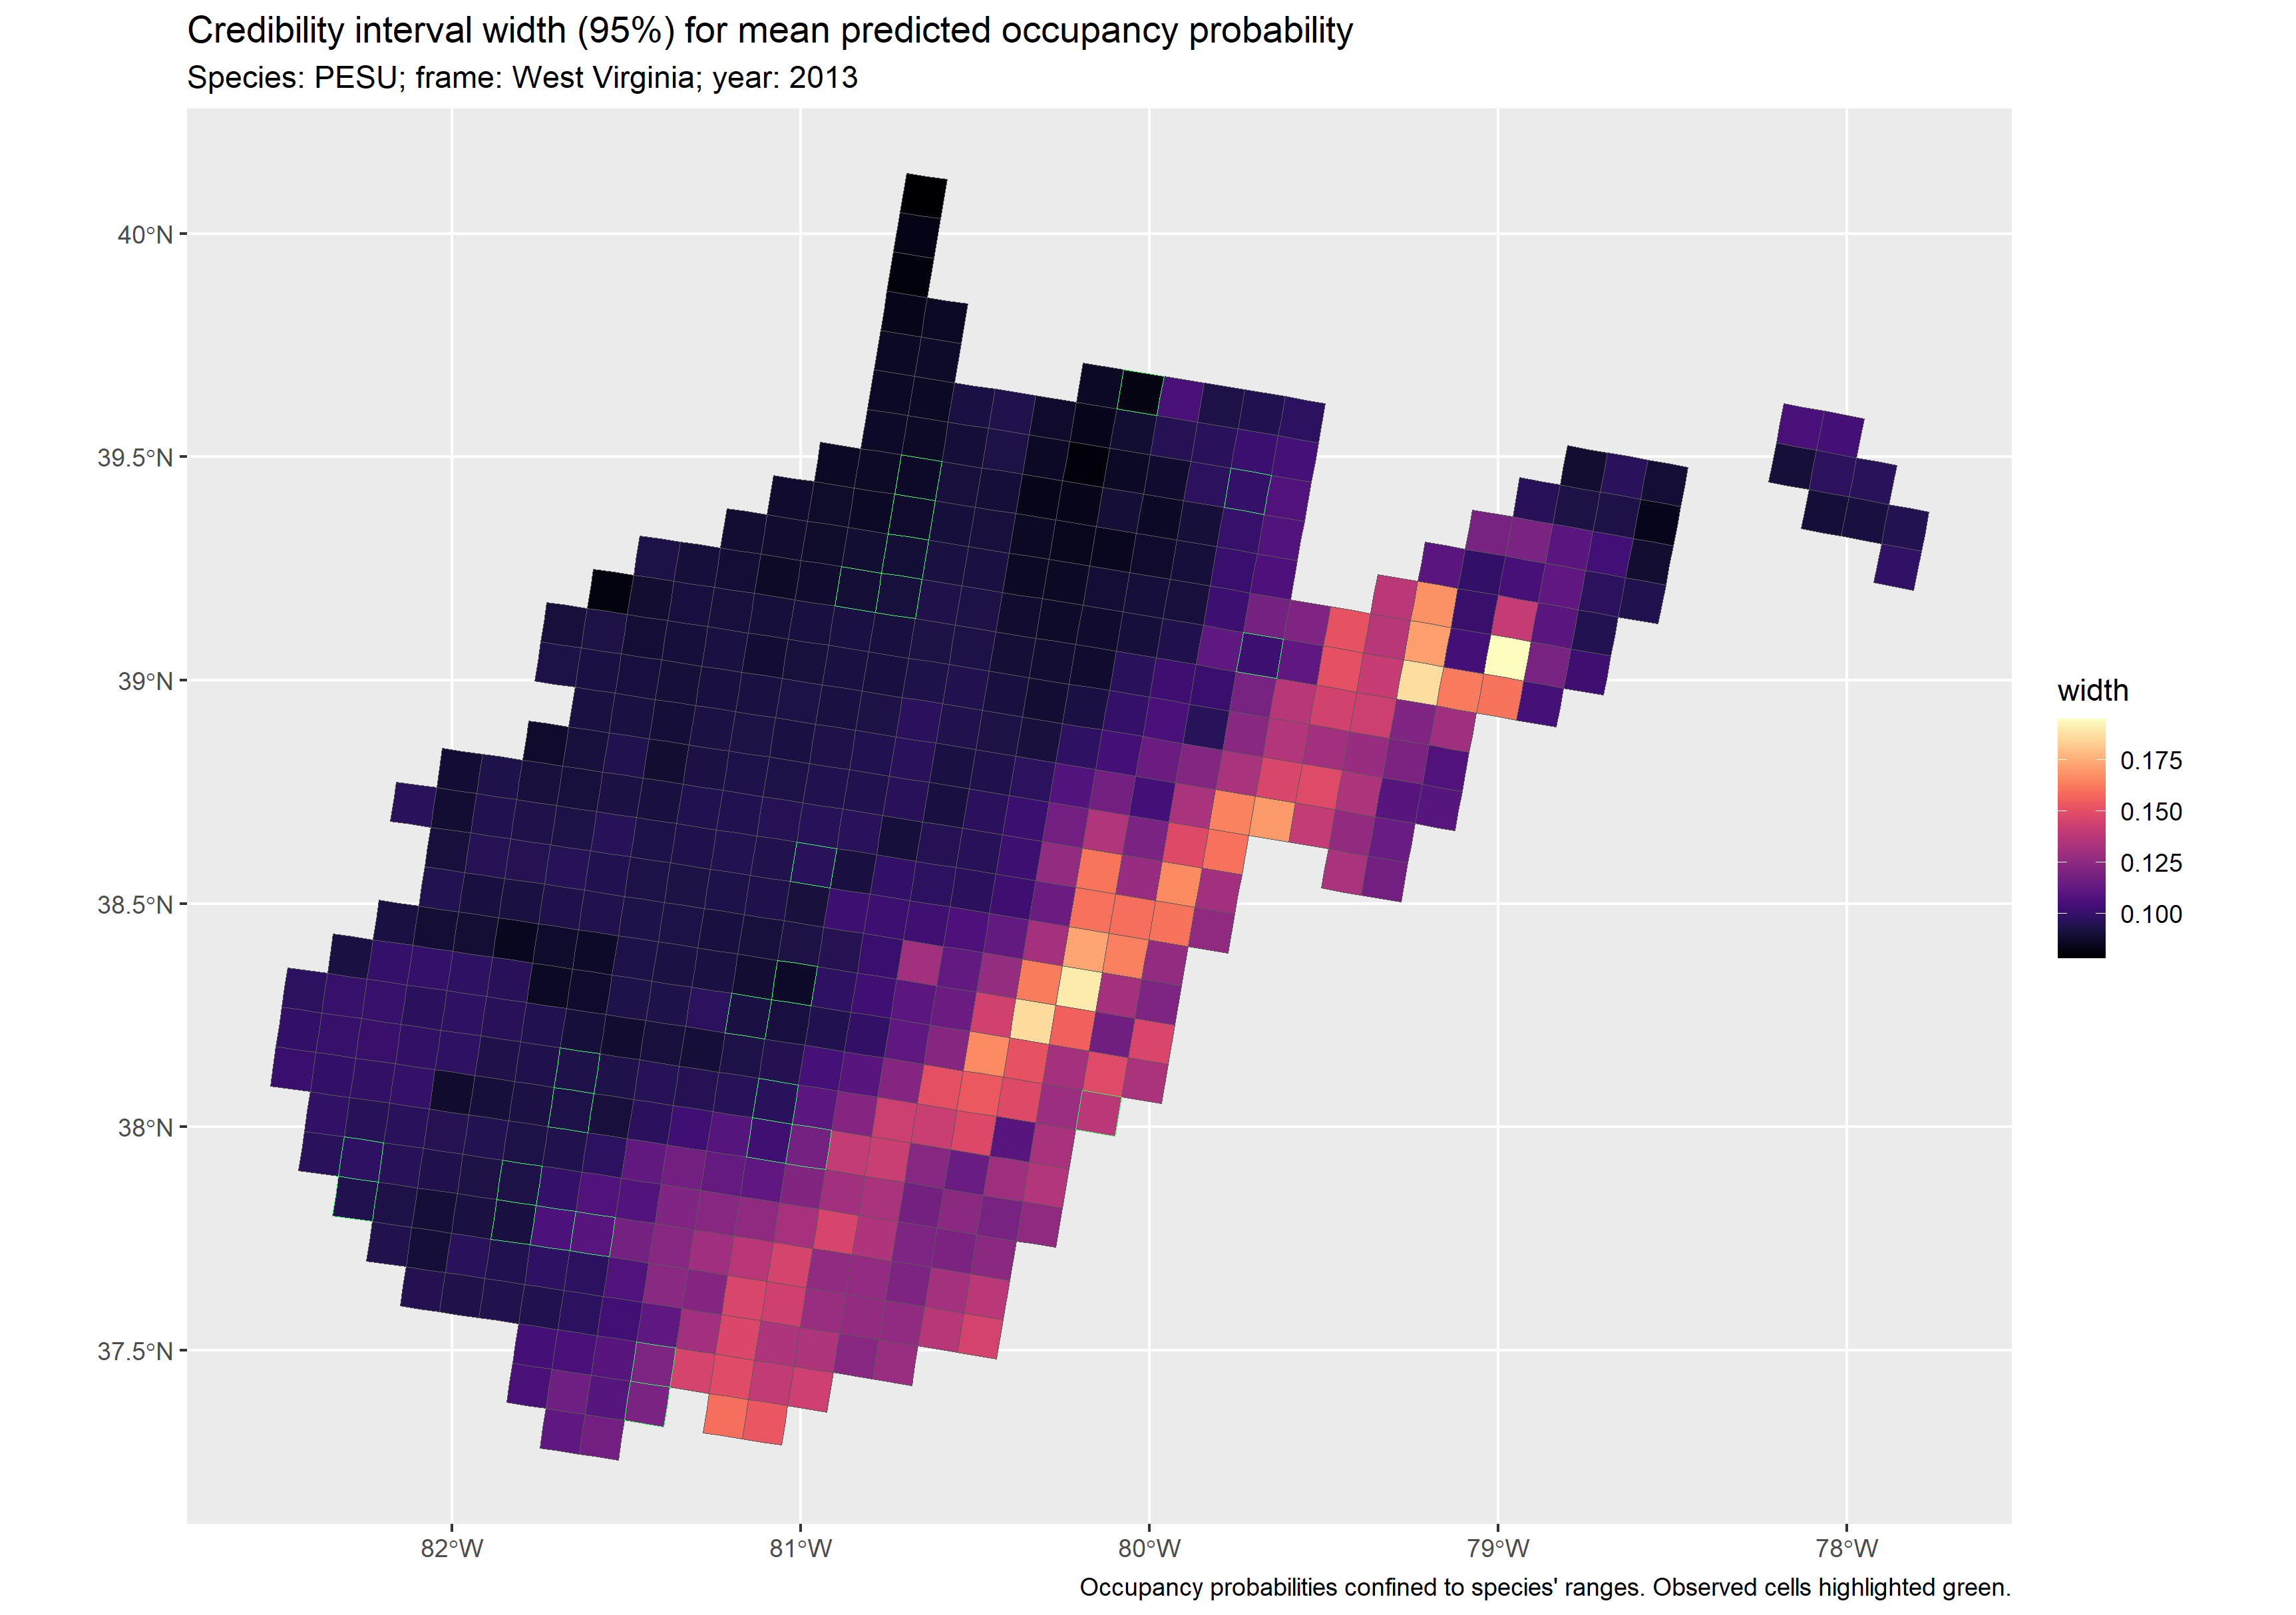 Credibility interval width (95%) for mean predicted occupancy probability
Species: PESU; frame: West Virginia; year: 2013
40°N
39.5°N
39°N
38.5°N
38°N
37.5°N
82°W
81°W
80°W
79°W
78°W
width
0.175
0.150
0.125
0.100
Occupancy probabilities confined to species' ranges. Observed cells highlighted green.